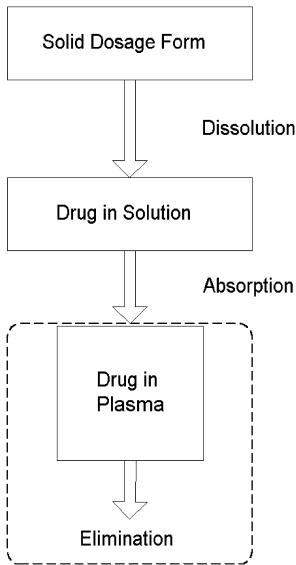 Solid Dosage Form
Dissolution
Drug in Solution
Absorption
Drug in
Plasma
Elimination